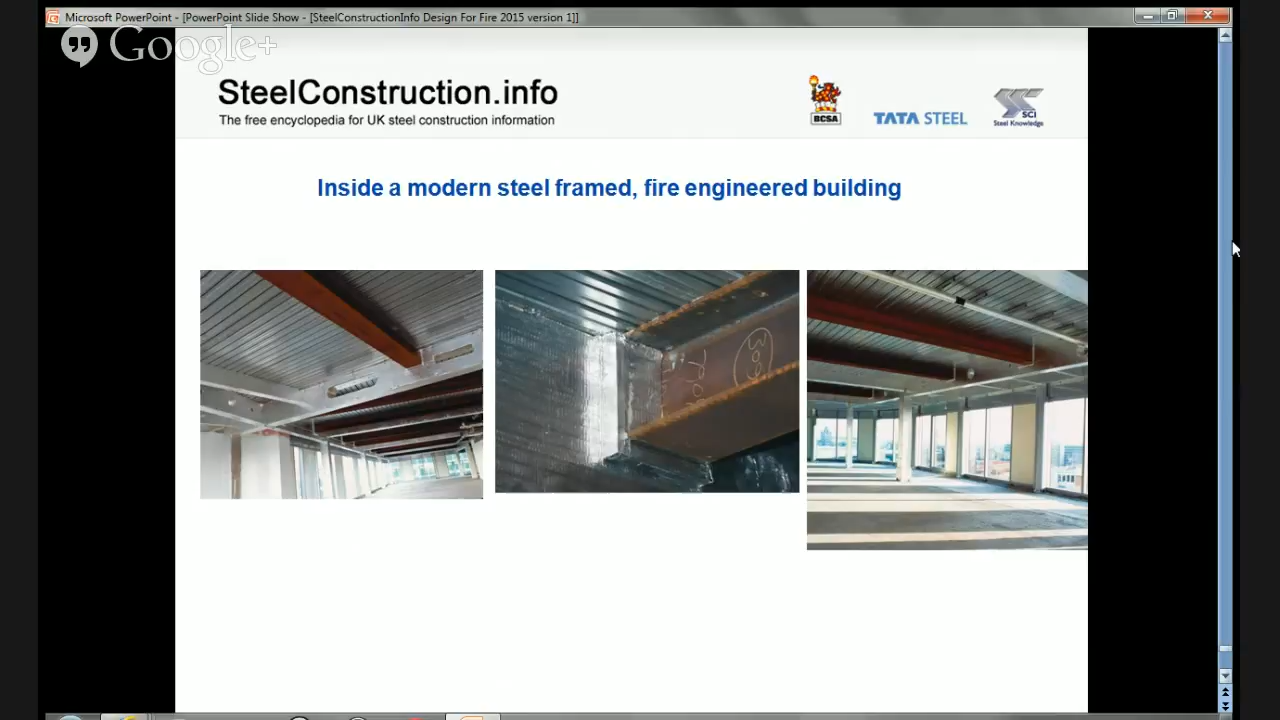 Microsoft PowerPoint - [PowerPoint Slide Show - [SteelConstructionInfo Design For Fire 2015 version 1]]
Google+
SteelConstruction.info
The free encyclopedia for UK steel construction information
BCSA
TATA STEEL
SCI
Steel Knowledge
Inside a modern steel framed, fire engineered building
309